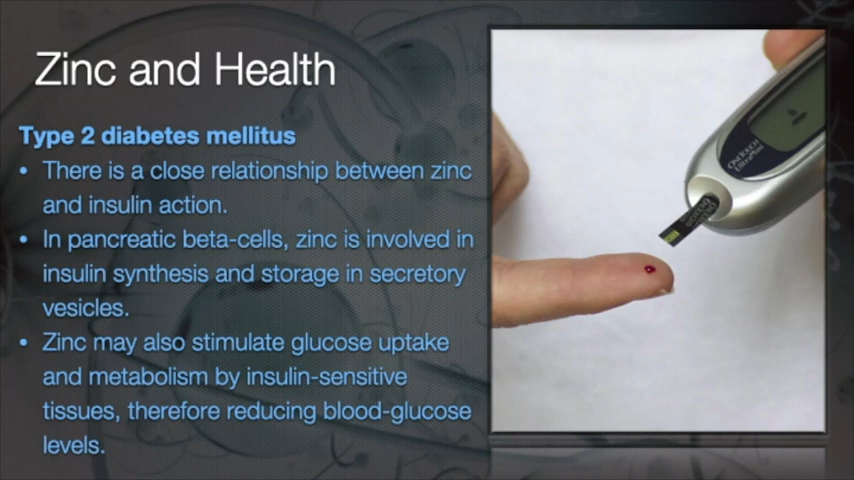 Zinc and Health
Type 2 diabetes mellitus
• There is a close relationship between zinc
and insulin action.
• In pancreatic beta-cells, zinc is involved in
insulin synthesis and storage in secretory
vesicles.
• Zinc may also stimulate glucose uptake
and metabolism by insulin-sensitive
tissues, therefore reducing blood-glucose
levels.
ONETOUCH